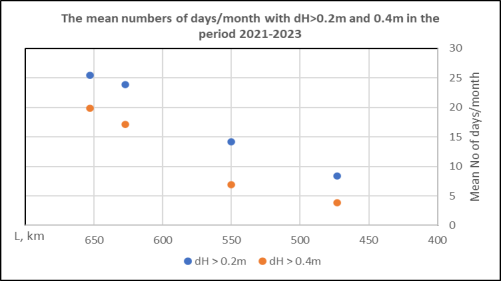 The mean numbers of days/month with dH>0.2m and 0.4m in the
period 2021-2023
30
25
20
15
10
5
0
Mean No of days/month
L, km
650
600
550
500
450
400
dH > 0.2m
dH > 0.4m